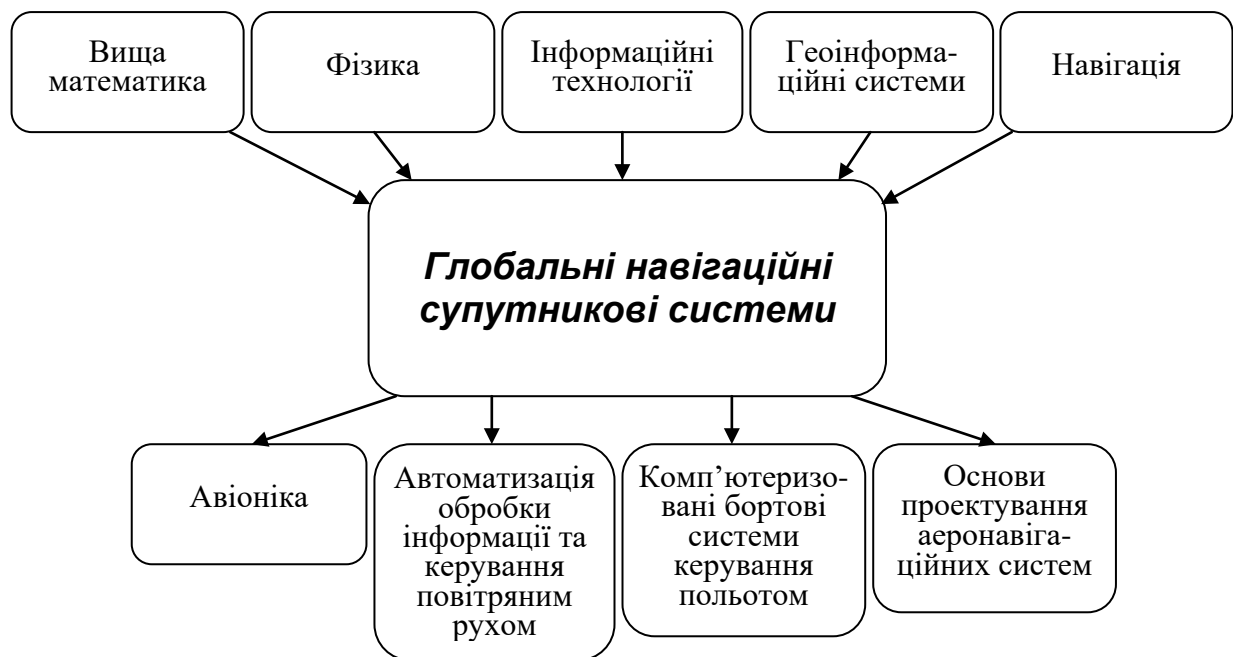 Вища
математика
Фізика
Інформаційні
технології
Геоінформа-
ційні системи
Навігація
Глобальні навігаційні
супутникові системи
Авіоніка
Автоматизація
обробки
інформації та
керування
повітряним
рухом
Комп’ютеризо-
вані бортові
системи
керування
польотом
Основи
проектування
аеронавіга-
ційних систем